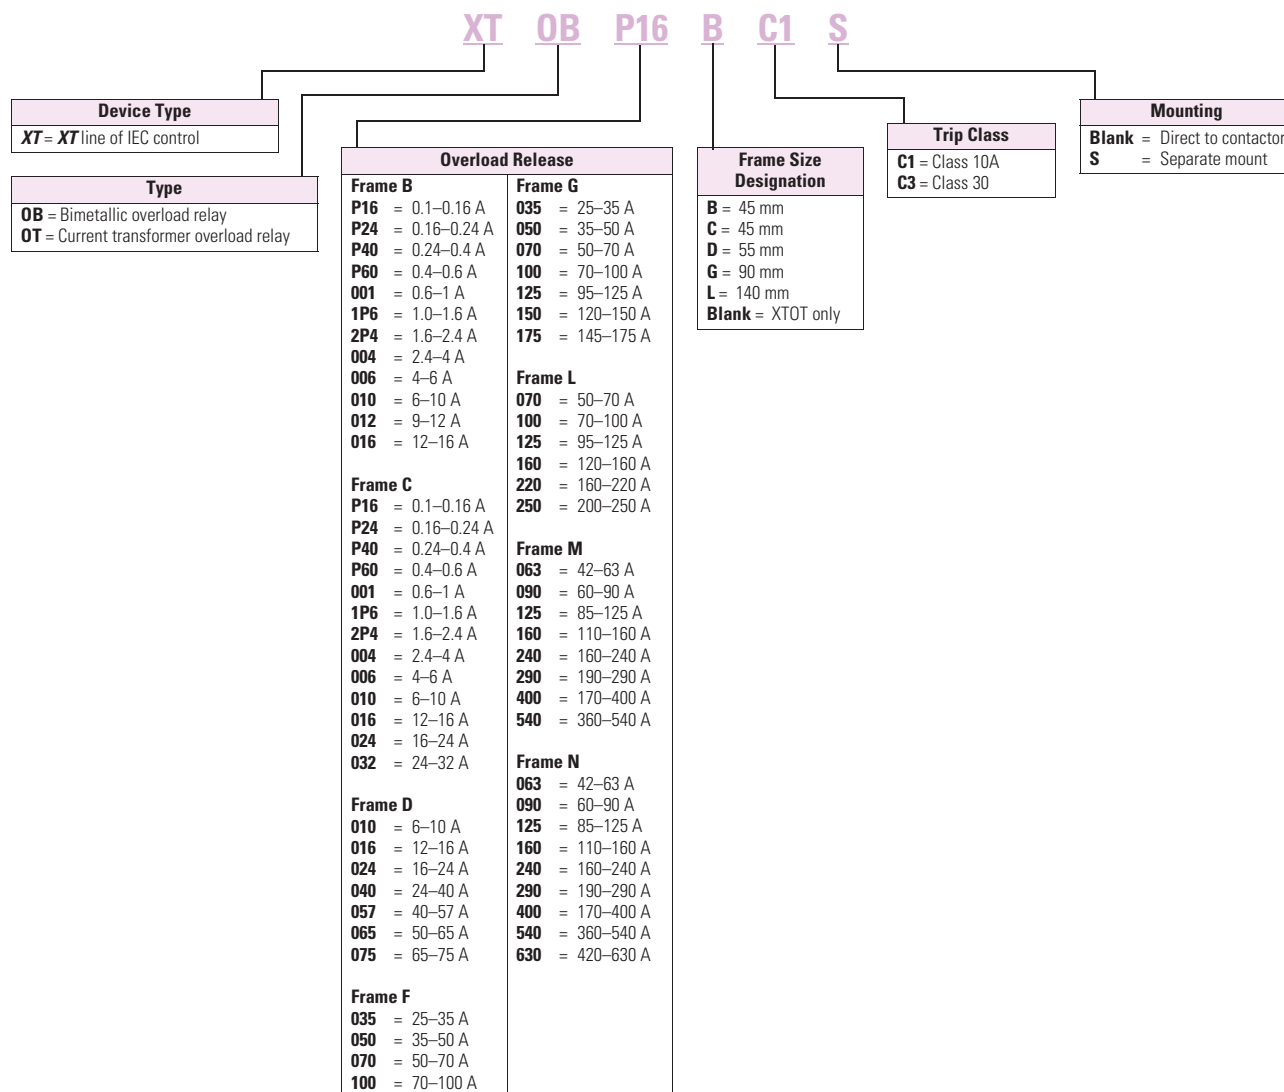 XT OB P16 B C1 S
Device Type
XT = XT line of IEC control
Type
OB = Bimetallic overload relay
OT = Current transformer overload relay
Overload Release
Frame B
P16 = 0.1–0.16 A
P24 = 0.16–0.24 A
P40 = 0.24–0.4 A
P60 = 0.4–0.6 A
001 = 0.6–1 A
1P6 = 1.0–1.6 A
2P4 = 1.6–2.4 A
004 = 2.4–4 A
006 = 4–6 A
010 = 6–10 A
012 = 9–12 A
016 = 12–16 A
Frame C
P16 = 0.1–0.16 A
P24 = 0.16–0.24 A
P40 = 0.24–0.4 A
P60 = 0.4–0.6 A
001 = 0.6–1 A
1P6 = 1.0–1.6 A
2P4 = 1.6–2.4 A
004 = 2.4–4 A
006 = 4–6 A
010 = 6–10 A
016 = 12–16 A
024 = 16–24 A
032 = 24–32 A
Frame D
010 = 6–10 A
016 = 12–16 A
024 = 16–24 A
040 = 24–40 A
057 = 40–57 A
065 = 50–65 A
075 = 65–75 A
Frame F
035 = 25–35 A
050 = 35–50 A
070 = 50–70 A
100 = 70–100 A
Frame G
035 = 25–35 A
050 = 35–50 A
070 = 50–70 A
100 = 70–100 A
125 = 95–125 A
150 = 120–150 A
175 = 145–175 A
Frame L
070 = 50–70 A
100 = 70–100 A
125 = 95–125 A
160 = 120–160 A
220 = 160–220 A
250 = 200–250 A
Frame M
063 = 42–63 A
090 = 60–90 A
125 = 85–125 A
160 = 110–160 A
240 = 160–240 A
290 = 190–290 A
400 = 170–400 A
540 = 360–540 A
Frame N
063 = 42–63 A
090 = 60–90 A
125 = 85–125 A
160 = 110–160 A
240 = 160–240 A
290 = 190–290 A
400 = 170–400 A
540 = 360–540 A
630 = 420–630 A
Frame Size
Designation
B = 45 mm
C = 45 mm
D = 55 mm
G = 90 mm
L = 140 mm
Blank = XTOT only
Trip Class
C1 = Class 10A
C3 = Class 30
Mounting
Blank = Direct to contactor
S = Separate mount